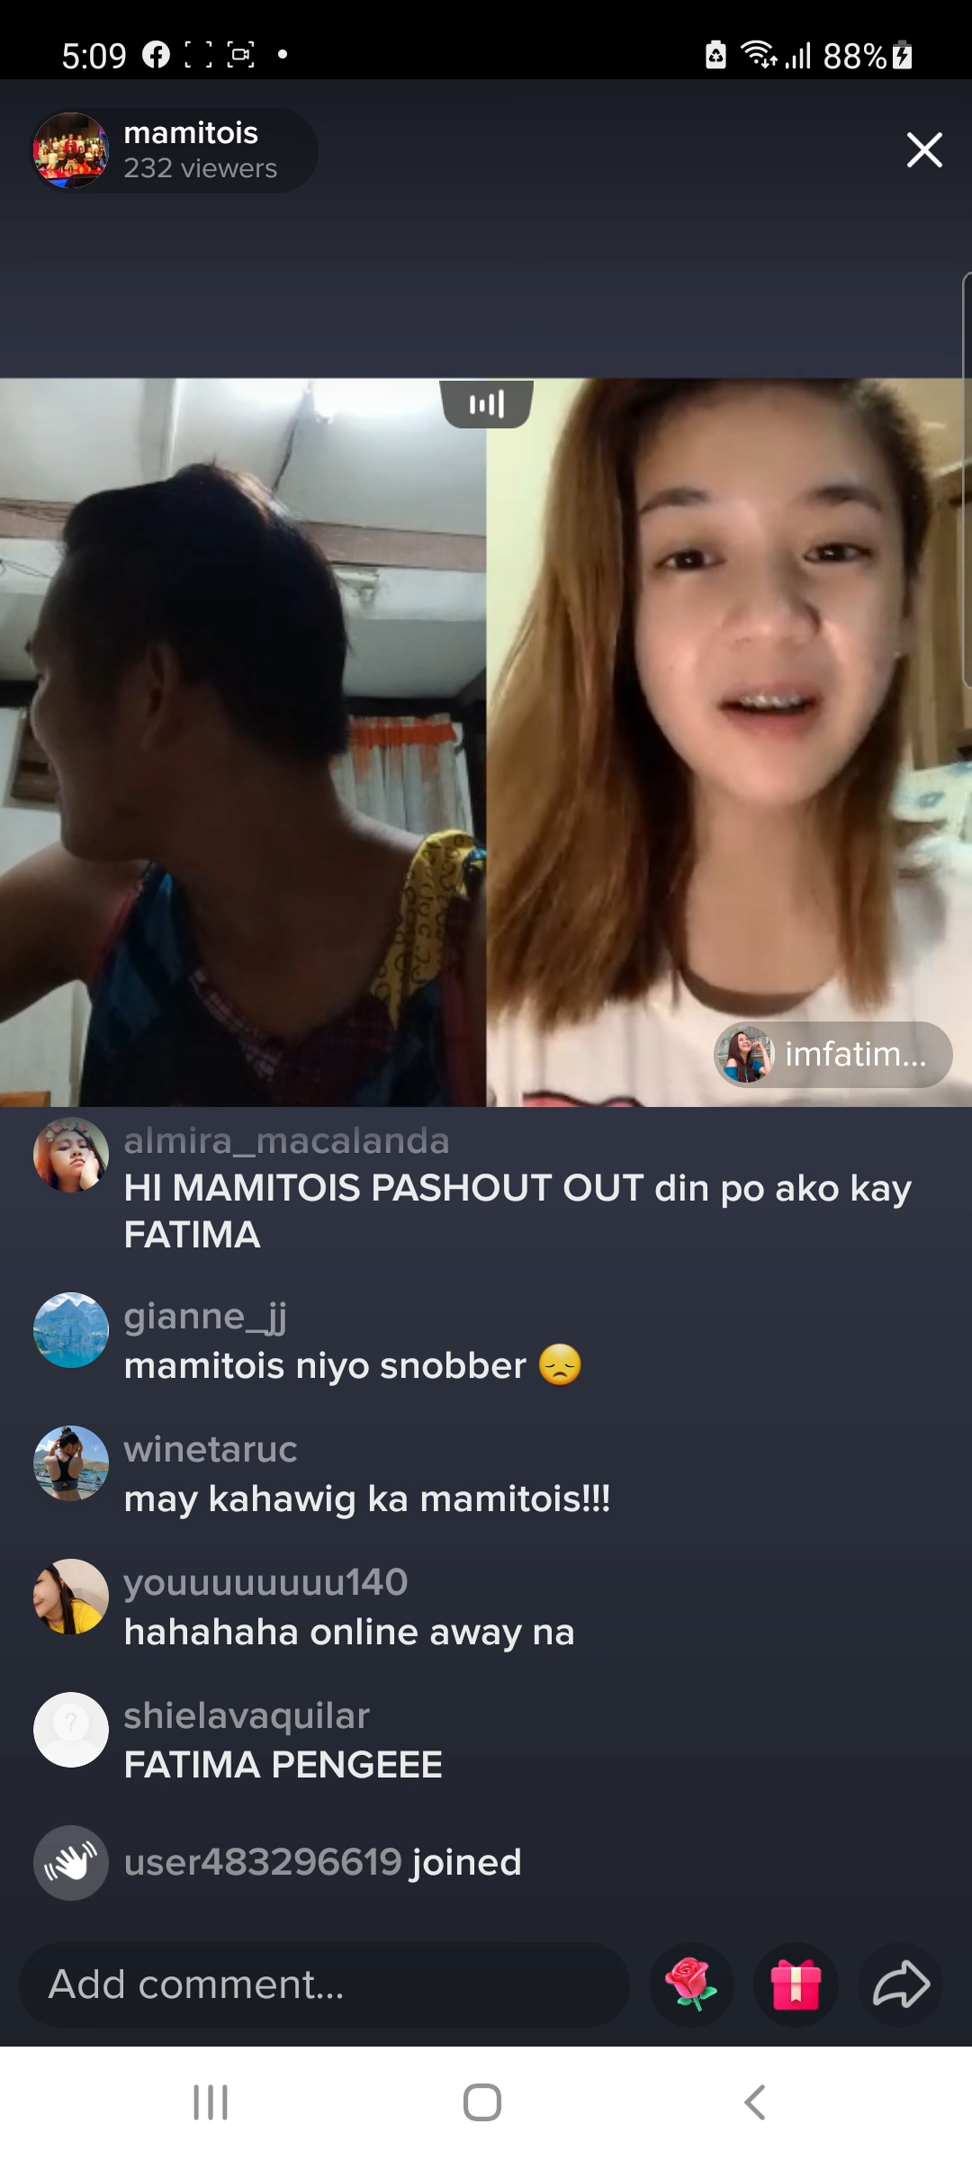 5:09
88%
mamitois
232 viewers
imfatim...
almira_macalanda
HI MAMITOIS PASHOUT OUT din po ako kay
FATIMA
gianne_jj
mamitois niyo snobber 😞
winetaruc
may kahawig ka mamitois!!!
youuuuuuuu140
hahahaha online away na
shielavaquilar
FATIMA PENGEEE
user483296619 joined
Add comment...